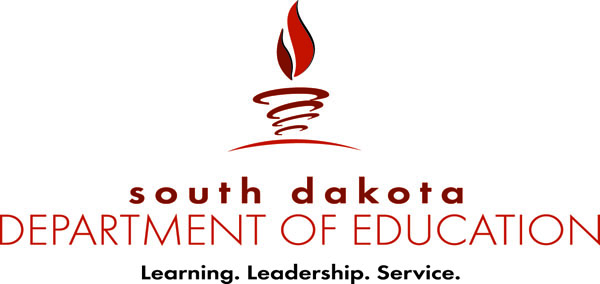 south dakota
DEPARTMENT OF EDUCATION
Learning. Leadership. Service.